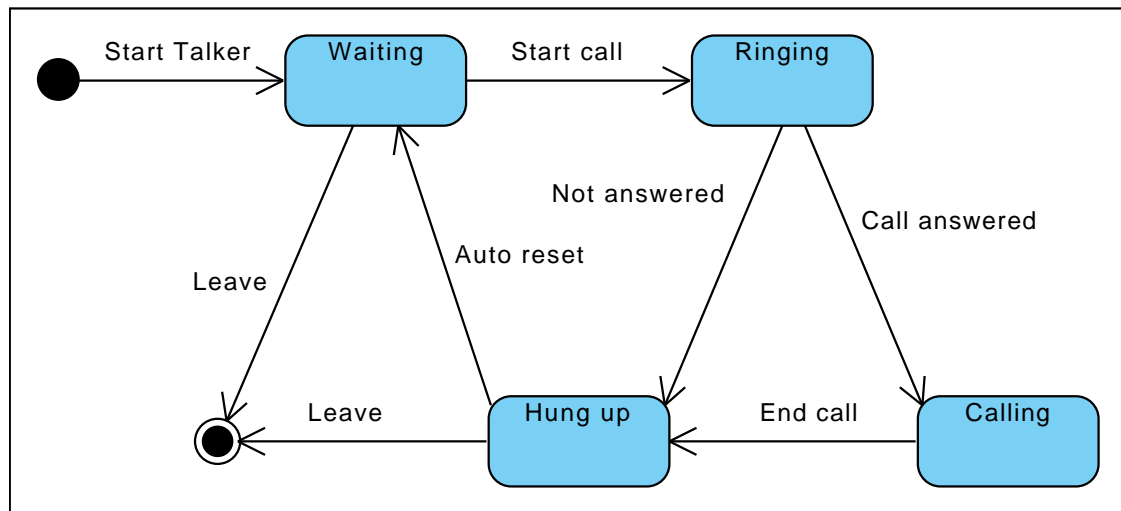 Start Talker
Waiting
Start call
Ringing
Not answered
Call answered
Auto reset
Leave
Leave
Hung up
End call
Calling